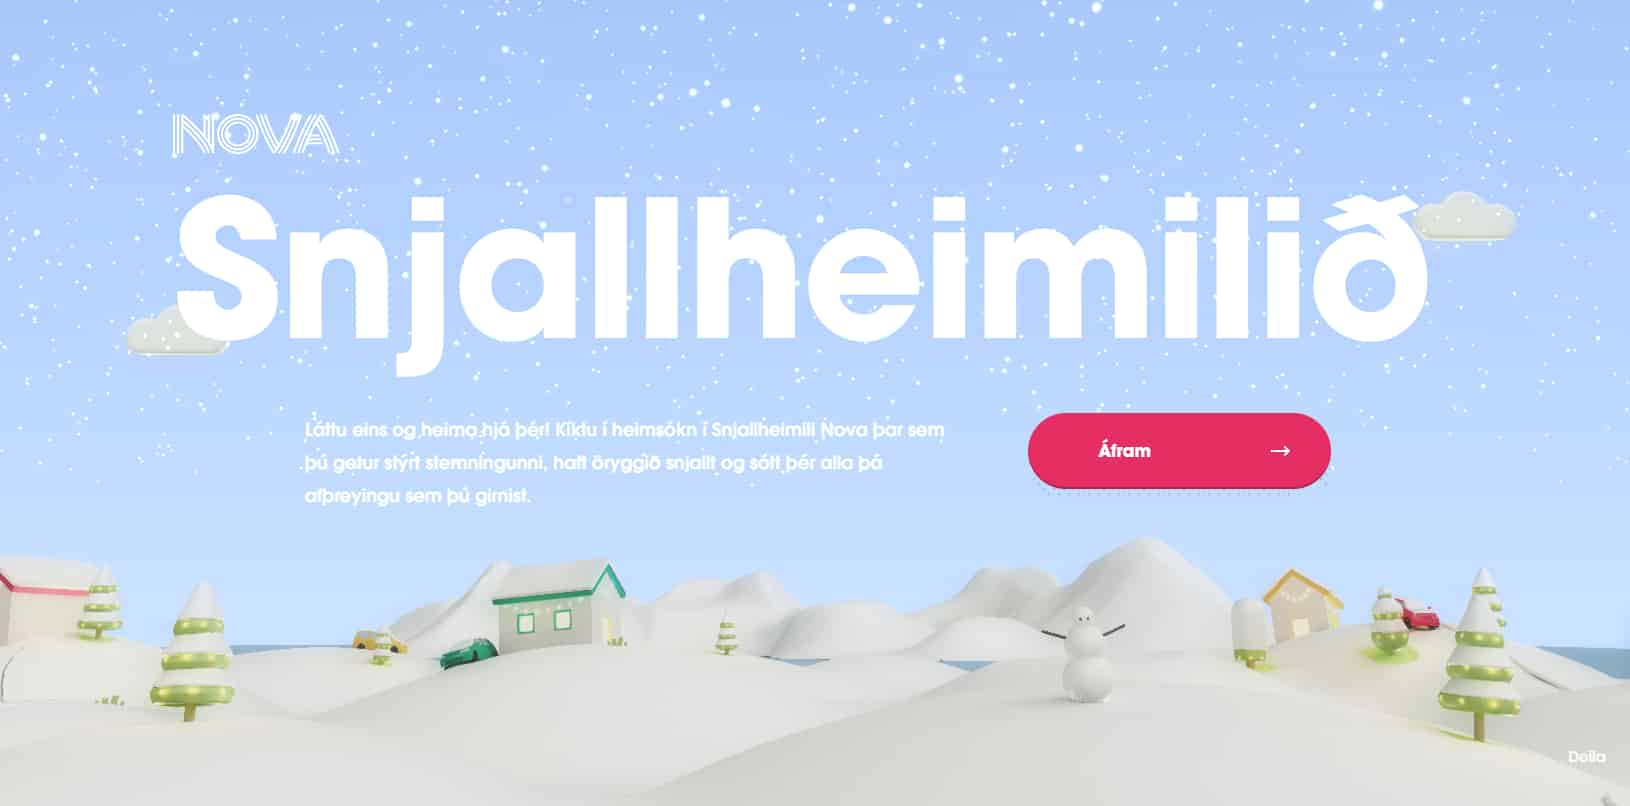 NOVA
Snjallheimilið
Láttu eins og heima hjá þér! Kíktu í heimsókn í Snjallheimili Nova þar sem
þú getur stýrt stemningunni, haft öryggið snjallt og sótt þér alla þá
afþreyingu sem þú girnist.
Áfram
Deila